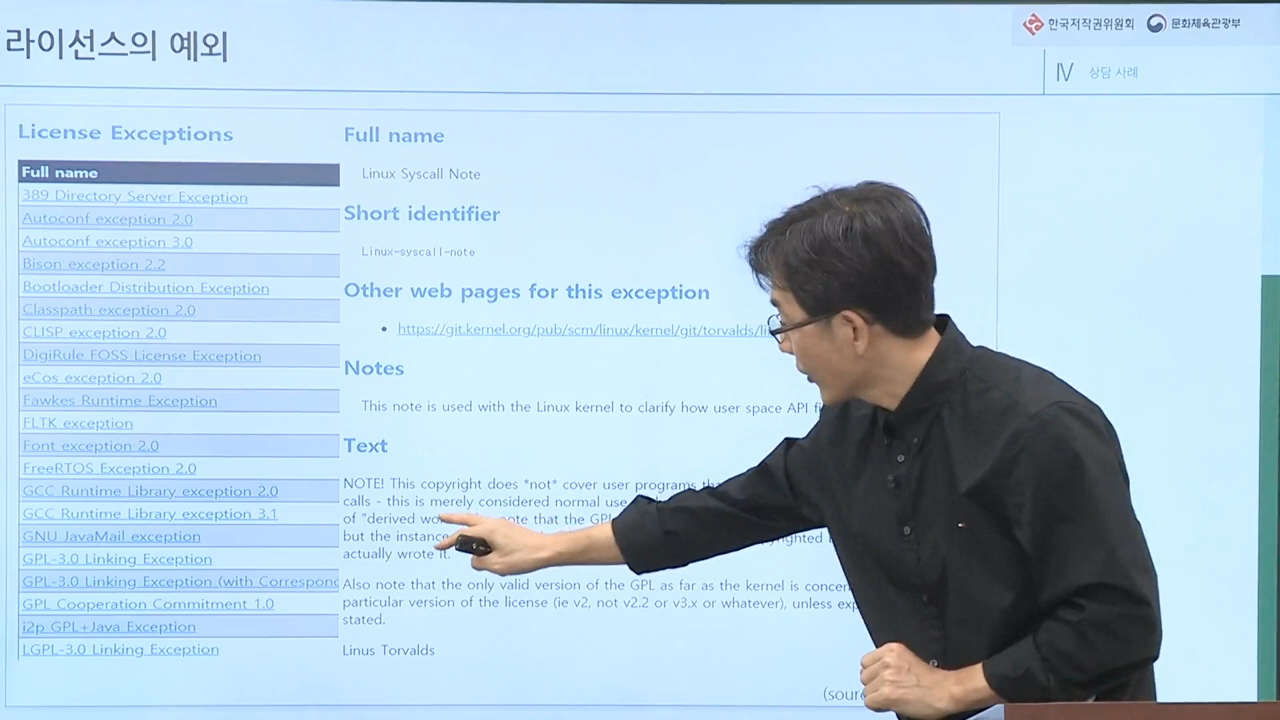 라이선스의 예외
한국저작권위원회 문화체육관광부
Ⅳ 상담 사례
License Exceptions
Full name
389 Directory Server Exception
Autoconf exception 2.0
Autoconf exception 3.0
Bison exception 2.2
Bootloader Distribution Exception
Classpath exception 2.0
CLISP exception 2.0
DigiRule FOSS License Exception
eCos exception 2.0
Fawkes Runtime Exception
FLTK exception
Font exception 2.0
FreeRTOS Exception 2.0
GCC Runtime Library exception 2.0
GCC Runtime Library exception 3.1
GNU JavaMail exception
GPL-3.0 Linking Exception
GPL-3.0 Linking Exception (with
GPL Cooperation Commitment 1.0
i2p GPL+Java Exception
LGPL-3.0 Linking Exception
Full name
Linux Syscall Note
Short identifier
Linux-syscall-note
Other web pages for this exception
• https://git.kernel.org/pub/scm/linux/kernel/git/torvalds/
Notes
This note is used with the Linux kernel to clarify how user space API
Text
NOTE! This copyright does *not* cover user programs
calls - this is merely considered normal use
of "derived note that the
but the instance
actually wrote it.
Also note that the only valid version of the GPL as far as the kernel is
particular version of the license (ie v2, not v2.2 or v3.x or whatever), unless
stated.
Linus Torvalds